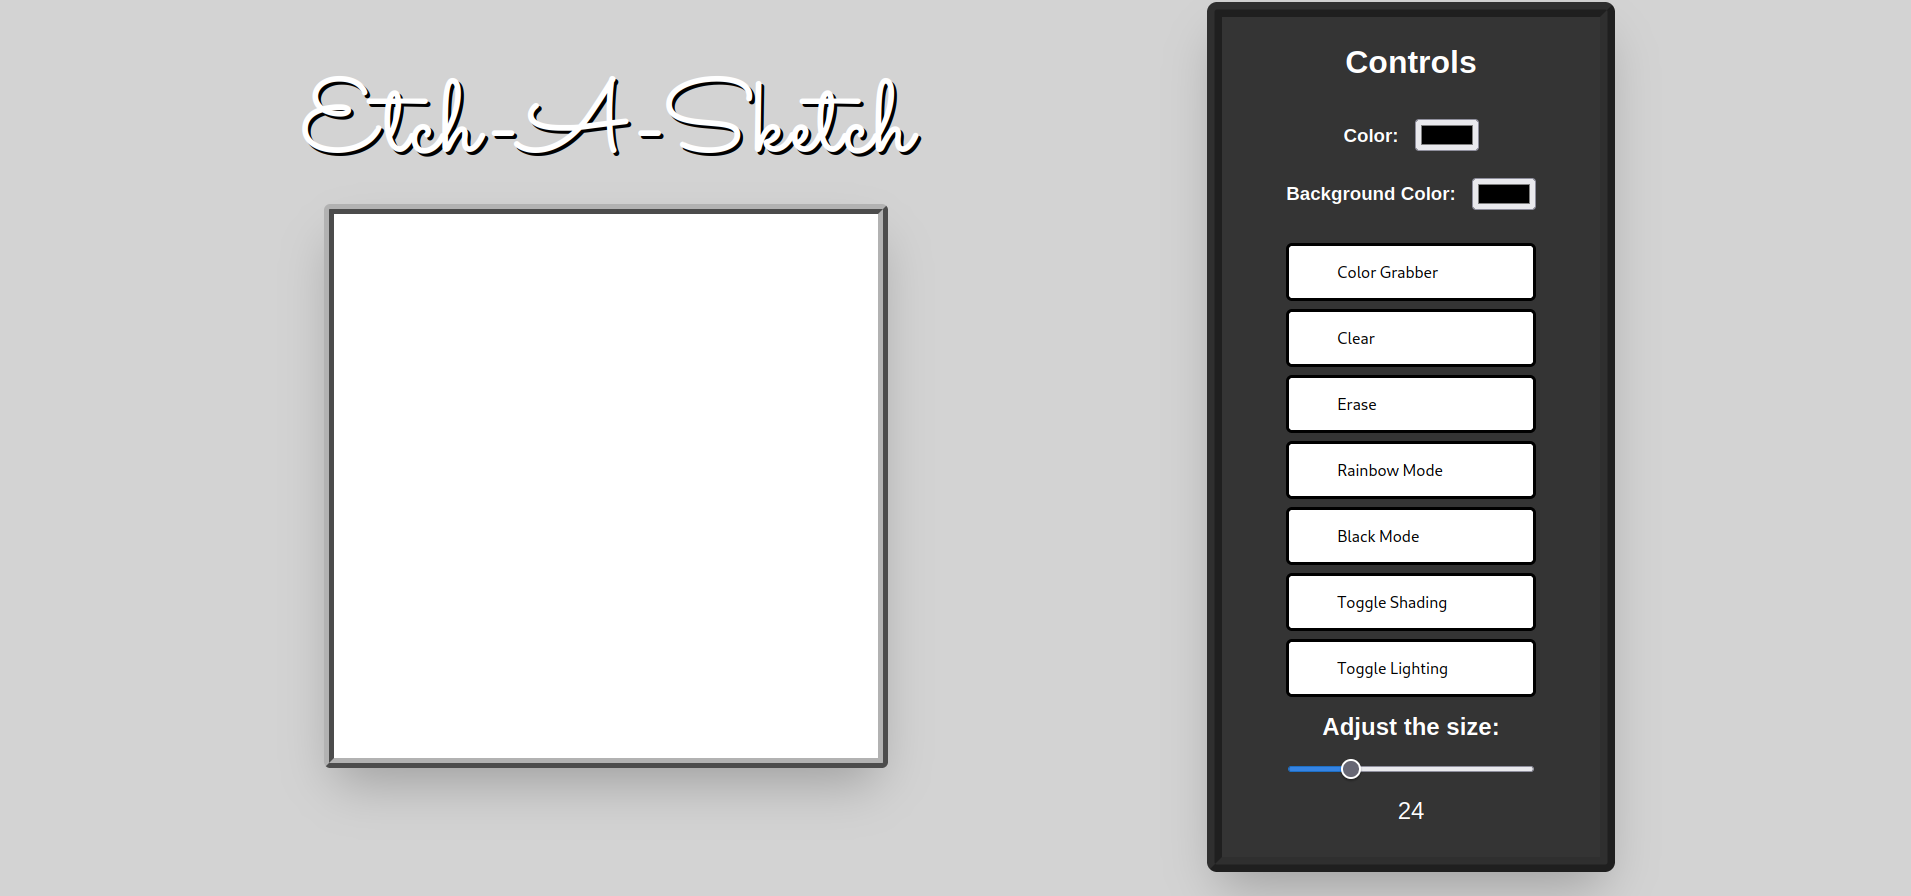 Etch-A-Sketch
Controls
Color:
Background Color:
Color Grabber
Clear
Erase
Rainbow Mode
Black Mode
Toggle Shading
Toggle Lighting
Adjust the size:
24